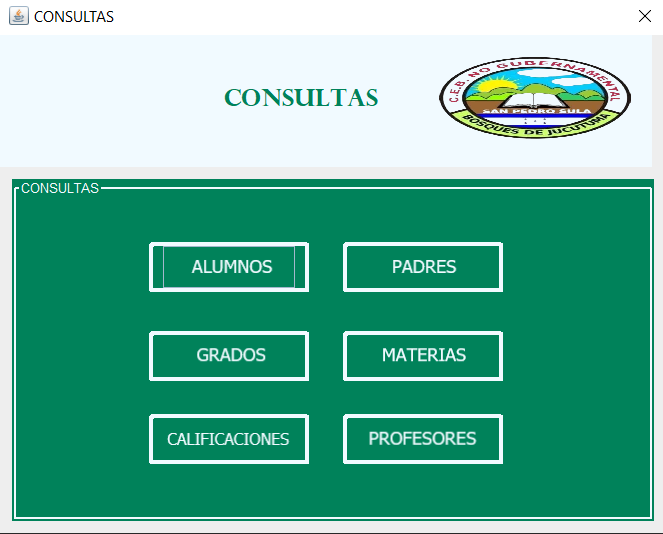 CONSULTAS
CONSULTAS
C.E.B. NO GUBERNAMENTAL
SAN PEDRO SULA
BOSQUES DE JUCUTUMA
CONSULTAS
ALUMNOS
PADRES
GRADOS
MATERIAS
CALIFICACIONES
PROFESORES